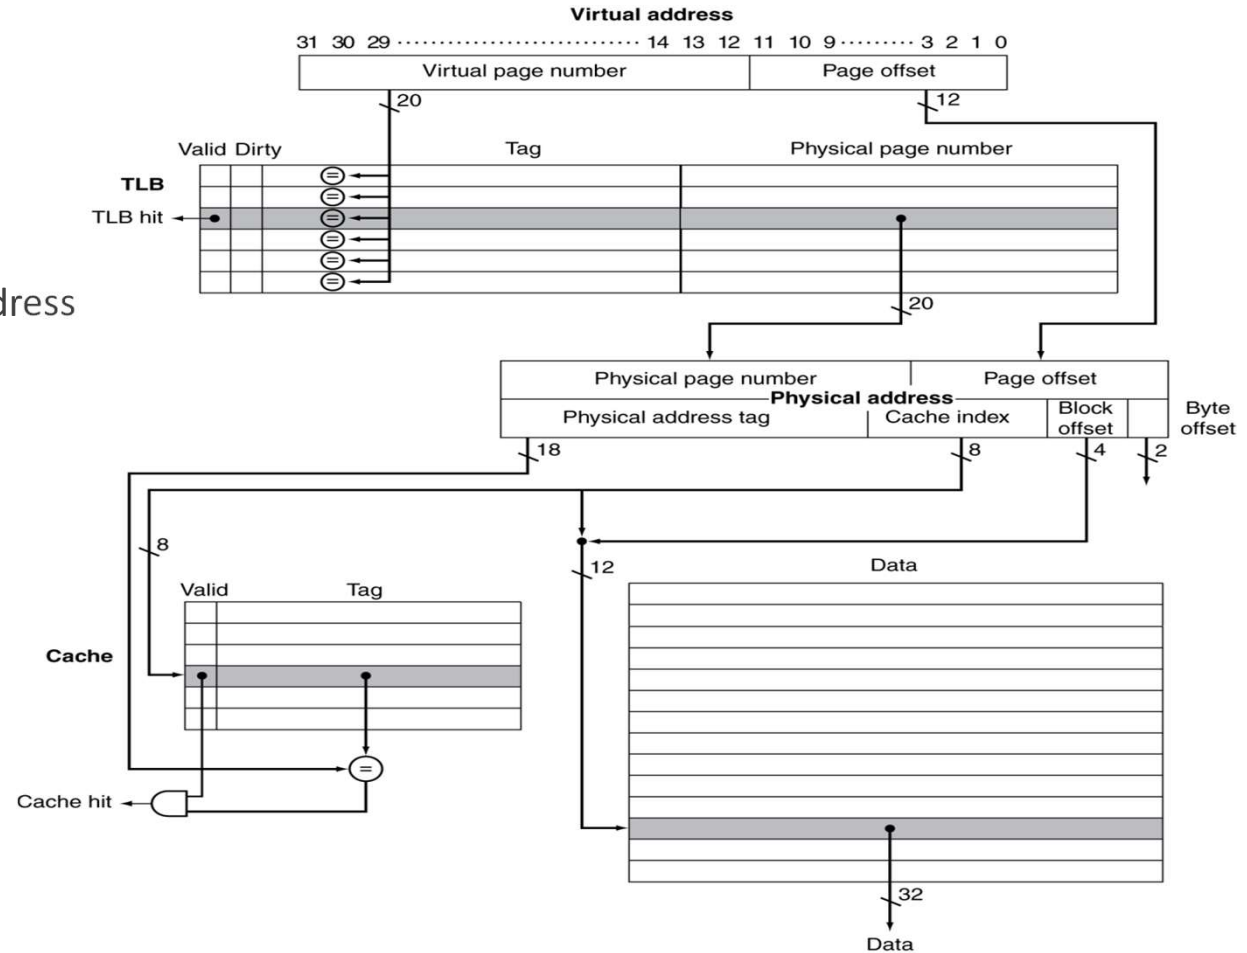 Virtual address
31 30 29 ........................... 14 13 12 11 10 9 ......... 3 2 1 0
Virtual page number Page offset
20 12
Valid Dirty Tag Physical page number
TLB
=
=
TLB hit =
=
=
=
dress
20
Physical page number Page offset
Physical address
Physical address tag Cache index Block offset Byte offset
18 8 4 2
8
12
Data
Valid Tag
Cache
=
Cache hit
32
Data